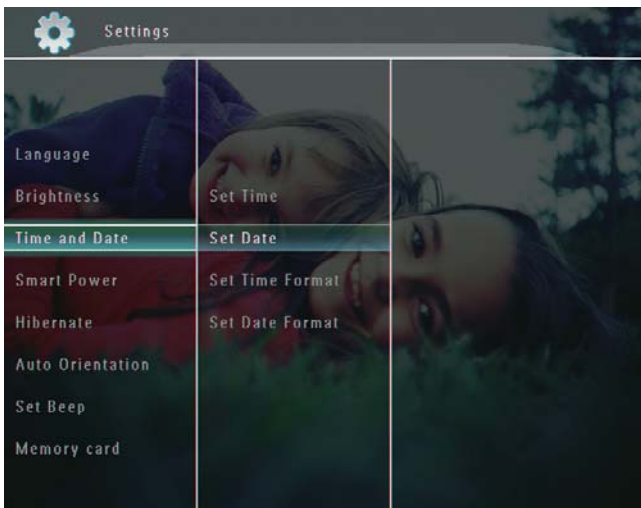 Settings
Language
Brightness
Time and Date
Smart Power
Hibernate
Auto Orientation
Set Beep
Memory card
Set Time
Set Date
Set Time Format
Set Date Format